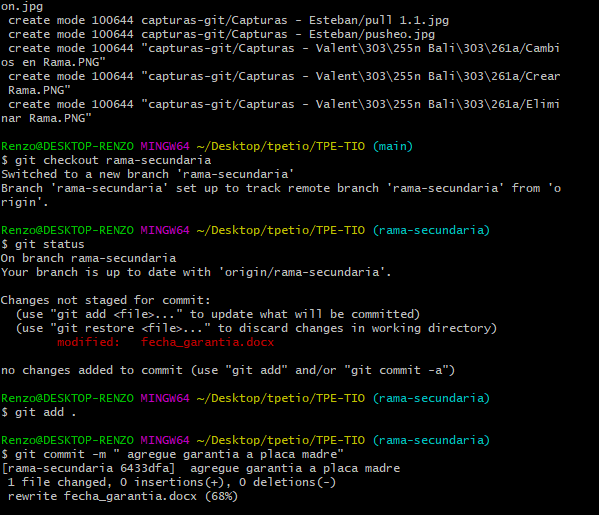 on.jpg
 create mode 100644 capturas-git/Capturas - Esteban/pull 1.1.jpg
 create mode 100644 capturas-git/Capturas - Esteban/pusheo.jpg
 create mode 100644 "capturas-git/Capturas - Valent\303\255n Bali\303\261a/Cambi
os en Rama.PNG"
 create mode 100644 "capturas-git/Capturas - Valent\303\255n Bali\303\261a/Crear
 Rama.PNG"
 create mode 100644 "capturas-git/Capturas - Valent\303\255n Bali\303\261a/Elimi
nar Rama.PNG"
Renzo@DESKTOP-RENZO MINGW64 ~/Desktop/tpetio/TPE-TIO (main)
$ git checkout rama-secundaria
Switched to a new branch 'rama-secundaria'
Branch 'rama-secundaria' set up to track remote branch 'rama-secundaria' from 'o
rigin'.
Renzo@DESKTOP-RENZO MINGW64 ~/Desktop/tpetio/TPE-TIO (rama-secundaria)
$ git status
On branch rama-secundaria
Your branch is up to date with 'origin/rama-secundaria'.
Changes not staged for commit:
  (use "git add <file>..." to update what will be committed)
  (use "git restore <file>..." to discard changes in working directory)
        modified:   fecha_garantia.docx
no changes added to commit (use "git add" and/or "git commit -a")
Renzo@DESKTOP-RENZO MINGW64 ~/Desktop/tpetio/TPE-TIO (rama-secundaria)
$ git add .
Renzo@DESKTOP-RENZO MINGW64 ~/Desktop/tpetio/TPE-TIO (rama-secundaria)
$ git commit -m " agregue garantia a placa madre"
[rama-secundaria 6433dfa]  agregue garantia a placa madre
 1 file changed, 0 insertions(+), 0 deletions(-)
 rewrite fecha_garantia.docx (68%)